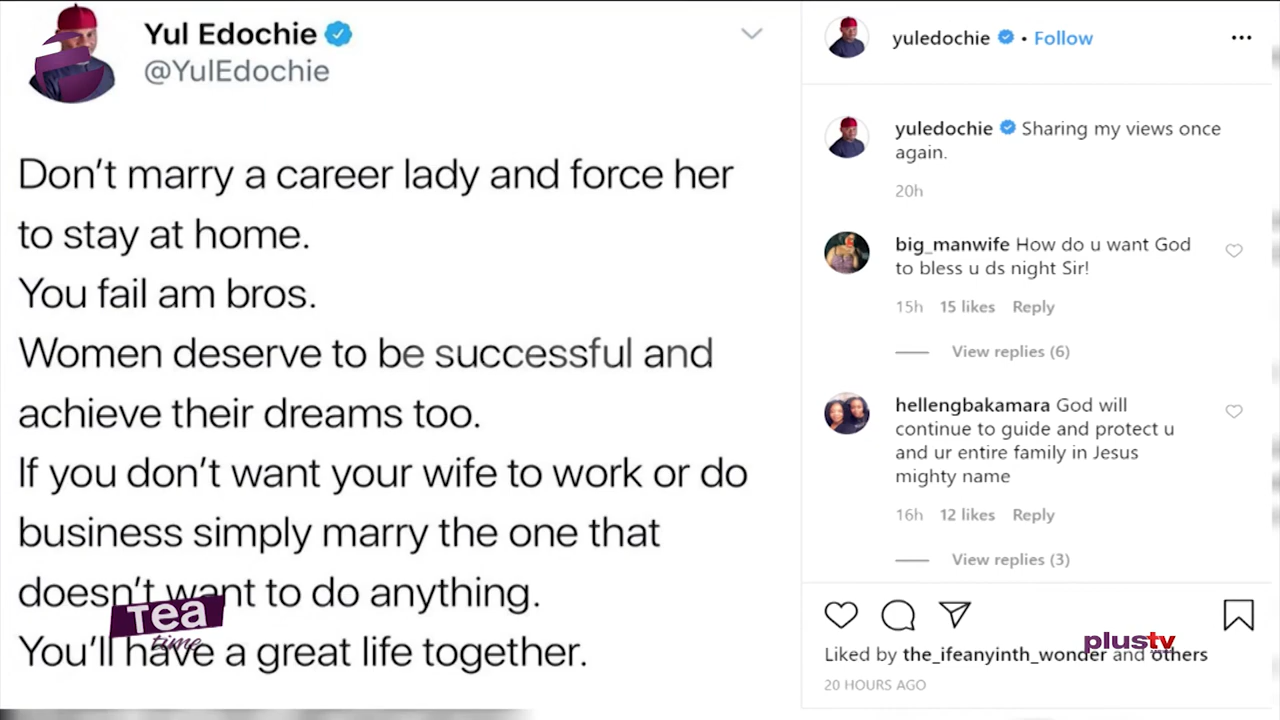 Yul Edochie
@YulEdochie
Don't marry a career lady and force her
to stay at home.
You fail am bros.
Women deserve to be successful and
achieve their dreams too.
If you don't want your wife to work or do
business simply marry the one that
doesn't want to do anything.
You'll have a great life together.
Tea
time
yuledochie • Follow
yuledochie Sharing my views once
again.
20h
big_manwife How do u want God
to bless u ds night Sir!
15h 15 likes Reply
View replies (6)
hellengbakamara God will
continue to guide and protect u
and ur entire family in Jesus
mighty name
16h 12 likes Reply
View replies (3)
plustv
Liked by the_ifeanyinth_wonder and others
20 HOURS AGO